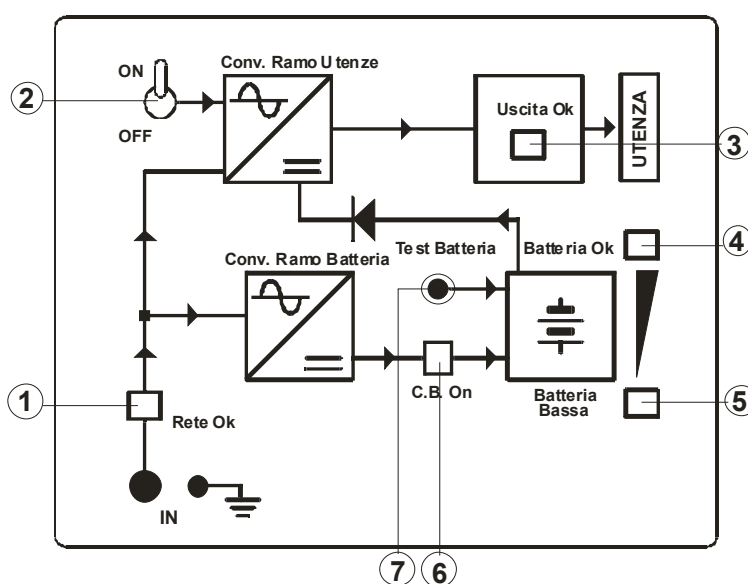 Conv. Ramo Utenze
ON
2
OFF
Uscita Ok
UTENZA
3
Test Batteria
Batteria Ok
4
Conv. Ramo Batteria
1
Rete Ok
C.B. On
Batteria
Bassa
5
IN
7
6